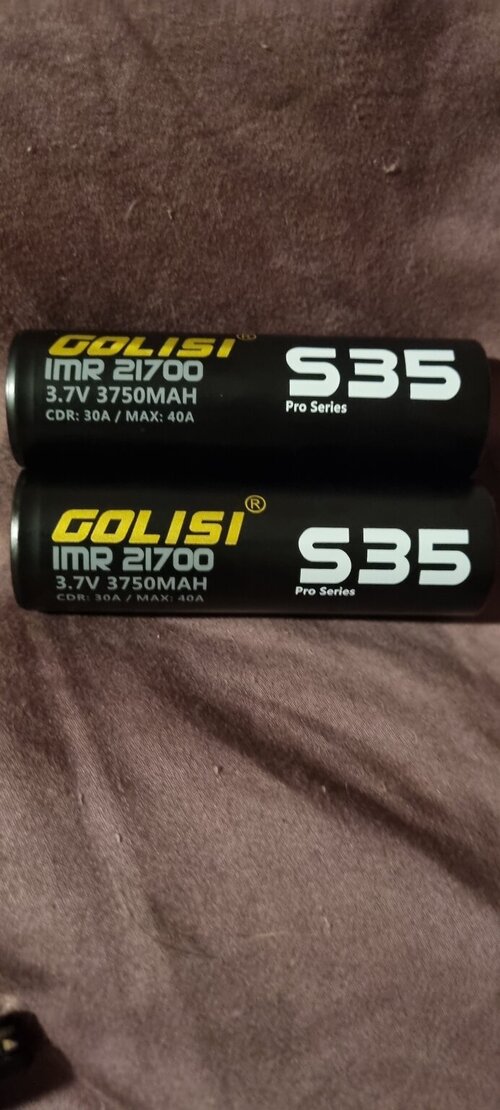 GOLISI®
IMR 21700
3.7V 3750MAH
CDR: 30A / MAX: 40A
S35
Pro Series
GOLISI®
IMR 21700
3.7V 3750MAH
CDR: 30A / MAX: 40A
S35
Pro Series